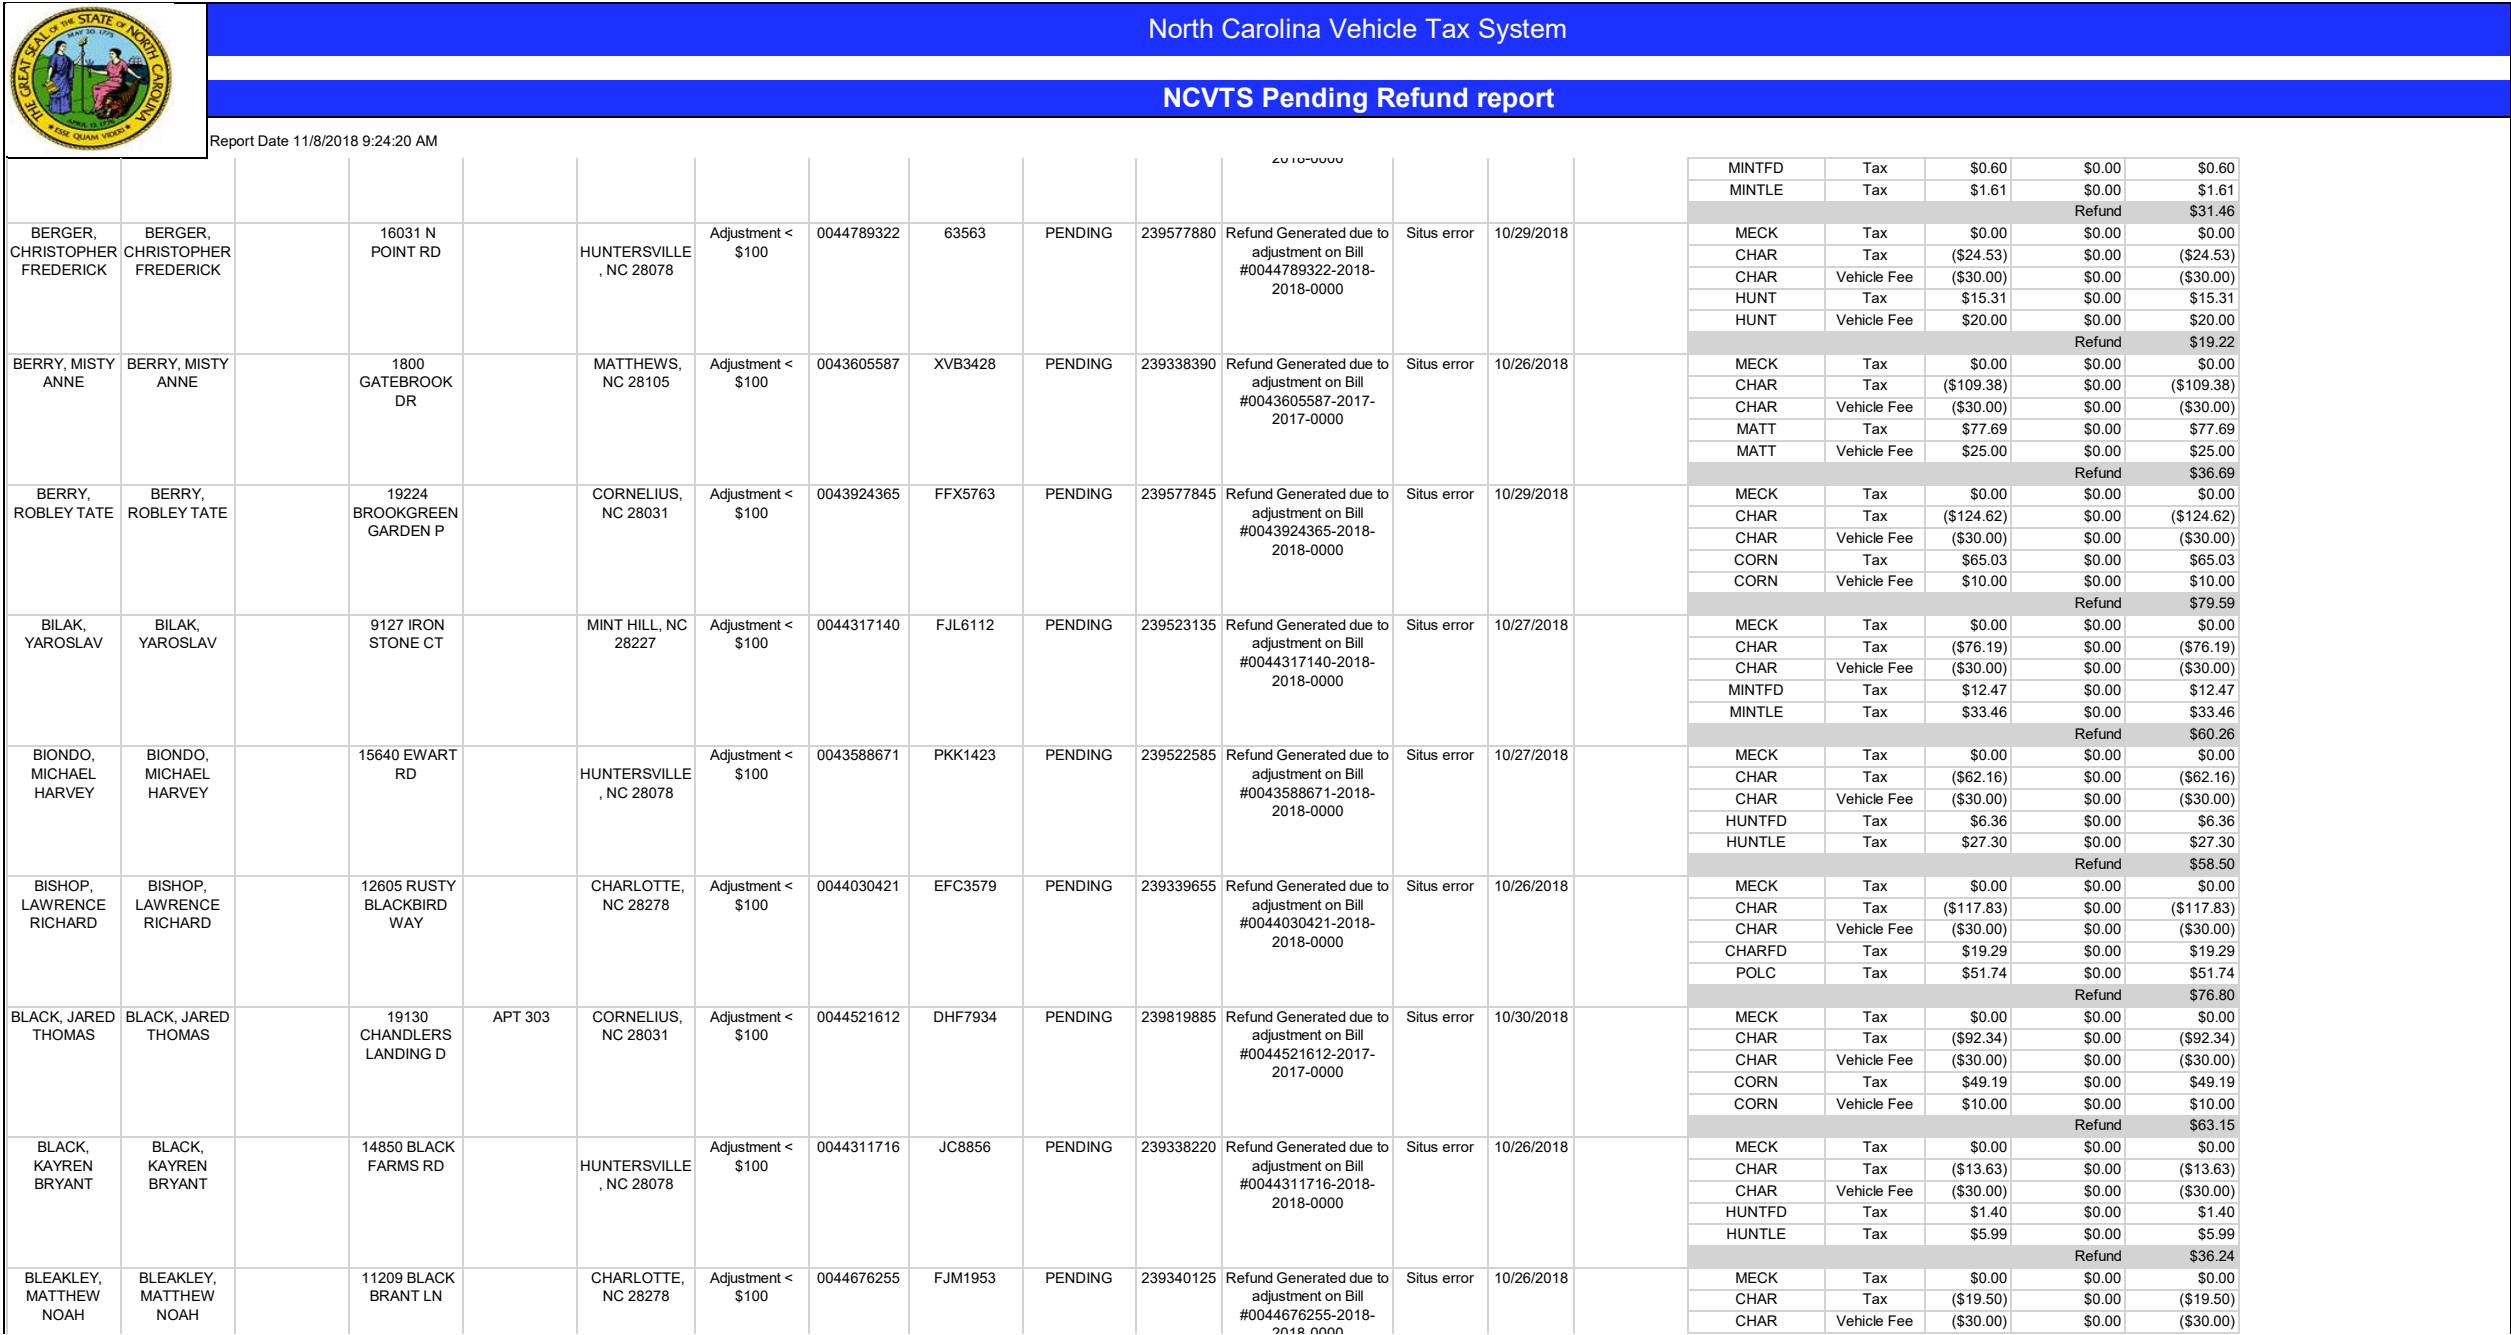 THE GREAT SEAL OF THE STATE OF NORTH CAROLINA
MAY 20, 1775
APRIL 12, 1776
ESSE QUAM VIDERI
North Carolina Vehicle Tax System
NCVTS Pending Refund report
Report Date 11/8/2018 9:24:20 AM
2018-0000 MINTFD Tax $0.60 $0.00 $0.60
MINTLE Tax $1.61 $0.00 $1.61
Refund $31.46
BERGER, BERGER, 16031 N Adjustment < 0044789322 63563 PENDING 239577880 Refund Generated due to Situs error 10/29/2018 MECK Tax $0.00 $0.00 $0.00
CHRISTOPHER CHRISTOPHER POINT RD HUNTERSVILLE $100 adjustment on Bill CHAR Tax ($24.53) $0.00 ($24.53)
FREDERICK FREDERICK , NC 28078 #0044789322-2018- CHAR Vehicle Fee ($30.00) $0.00 ($30.00)
2018-0000 HUNT Tax $15.31 $0.00 $15.31
HUNT Vehicle Fee $20.00 $0.00 $20.00
Refund $19.22
BERRY, MISTY BERRY, MISTY 1800 MATTHEWS, Adjustment < 0043605587 XVB3428 PENDING 239338390 Refund Generated due to Situs error 10/26/2018 MECK Tax $0.00 $0.00 $0.00
ANNE ANNE GATEBROOK NC 28105 $100 adjustment on Bill CHAR Tax ($109.38) $0.00 ($109.38)
DR #0043605587-2017- CHAR Vehicle Fee ($30.00) $0.00 ($30.00)
2017-0000 MATT Tax $77.69 $0.00 $77.69
MATT Vehicle Fee $25.00 $0.00 $25.00
Refund $36.69
BERRY, BERRY, 19224 CORNELIUS, Adjustment < 0043924365 FFX5763 PENDING 239577845 Refund Generated due to Situs error 10/29/2018 MECK Tax $0.00 $0.00 $0.00
ROBLEY TATE ROBLEY TATE BROOKGREEN NC 28031 $100 adjustment on Bill CHAR Tax ($124.62) $0.00 ($124.62)
GARDEN P #0043924365-2018- CHAR Vehicle Fee ($30.00) $0.00 ($30.00)
2018-0000 CORN Tax $65.03 $0.00 $65.03
CORN Vehicle Fee $10.00 $0.00 $10.00
Refund $79.59
BILAK, BILAK, 9127 IRON MINT HILL, NC Adjustment < 0044317140 FJL6112 PENDING 239523135 Refund Generated due to Situs error 10/27/2018 MECK Tax $0.00 $0.00 $0.00
YAROSLAV YAROSLAV STONE CT 28227 $100 adjustment on Bill CHAR Tax ($76.19) $0.00 ($76.19)
#0044317140-2018- CHAR Vehicle Fee ($30.00) $0.00 ($30.00)
2018-0000 MINTFD Tax $12.47 $0.00 $12.47
MINTLE Tax $33.46 $0.00 $33.46
Refund $60.26
BIONDO, BIONDO, 15640 EWART Adjustment < 0043588671 PKK1423 PENDING 239522585 Refund Generated due to Situs error 10/27/2018 MECK Tax $0.00 $0.00 $0.00
MICHAEL MICHAEL RD HUNTERSVILLE $100 adjustment on Bill CHAR Tax ($62.16) $0.00 ($62.16)
HARVEY HARVEY , NC 28078 #0043588671-2018- CHAR Vehicle Fee ($30.00) $0.00 ($30.00)
2018-0000 HUNTFD Tax $6.36 $0.00 $6.36
HUNTLE Tax $27.30 $0.00 $27.30
Refund $58.50
BISHOP, BISHOP, 12605 RUSTY CHARLOTTE, Adjustment < 0044030421 EFC3579 PENDING 239339655 Refund Generated due to Situs error 10/26/2018 MECK Tax $0.00 $0.00 $0.00
LAWRENCE LAWRENCE BLACKBIRD NC 28278 $100 adjustment on Bill CHAR Tax ($117.83) $0.00 ($117.83)
RICHARD RICHARD WAY #0044030421-2018- CHAR Vehicle Fee ($30.00) $0.00 ($30.00)
2018-0000 CHARFD Tax $19.29 $0.00 $19.29
POLC Tax $51.74 $0.00 $51.74
Refund $76.80
BLACK, JARED BLACK, JARED 19130 APT 303 CORNELIUS, Adjustment < 0044521612 DHF7934 PENDING 239819885 Refund Generated due to Situs error 10/30/2018 MECK Tax $0.00 $0.00 $0.00
THOMAS THOMAS CHANDLERS NC 28031 $100 adjustment on Bill CHAR Tax ($92.34) $0.00 ($92.34)
LANDING D #0044521612-2017- CHAR Vehicle Fee ($30.00) $0.00 ($30.00)
2017-0000 CORN Tax $49.19 $0.00 $49.19
CORN Vehicle Fee $10.00 $0.00 $10.00
Refund $63.15
BLACK, BLACK, 14850 BLACK Adjustment < 0044311716 JC8856 PENDING 239338220 Refund Generated due to Situs error 10/26/2018 MECK Tax $0.00 $0.00 $0.00
KAYREN KAYREN FARMS RD HUNTERSVILLE $100 adjustment on Bill CHAR Tax ($13.63) $0.00 ($13.63)
BRYANT BRYANT , NC 28078 #0044311716-2018- CHAR Vehicle Fee ($30.00) $0.00 ($30.00)
2018-0000 HUNTFD Tax $1.40 $0.00 $1.40
HUNTLE Tax $5.99 $0.00 $5.99
Refund $36.24
BLEAKLEY, BLEAKLEY, 11209 BLACK CHARLOTTE, Adjustment < 0044676255 FJM1953 PENDING 239340125 Refund Generated due to Situs error 10/26/2018 MECK Tax $0.00 $0.00 $0.00
MATTHEW MATTHEW BRANT LN NC 28278 $100 adjustment on Bill CHAR Tax ($19.50) $0.00 ($19.50)
NOAH NOAH #0044676255-2018- CHAR Vehicle Fee ($30.00) $0.00 ($30.00)
2018-0000